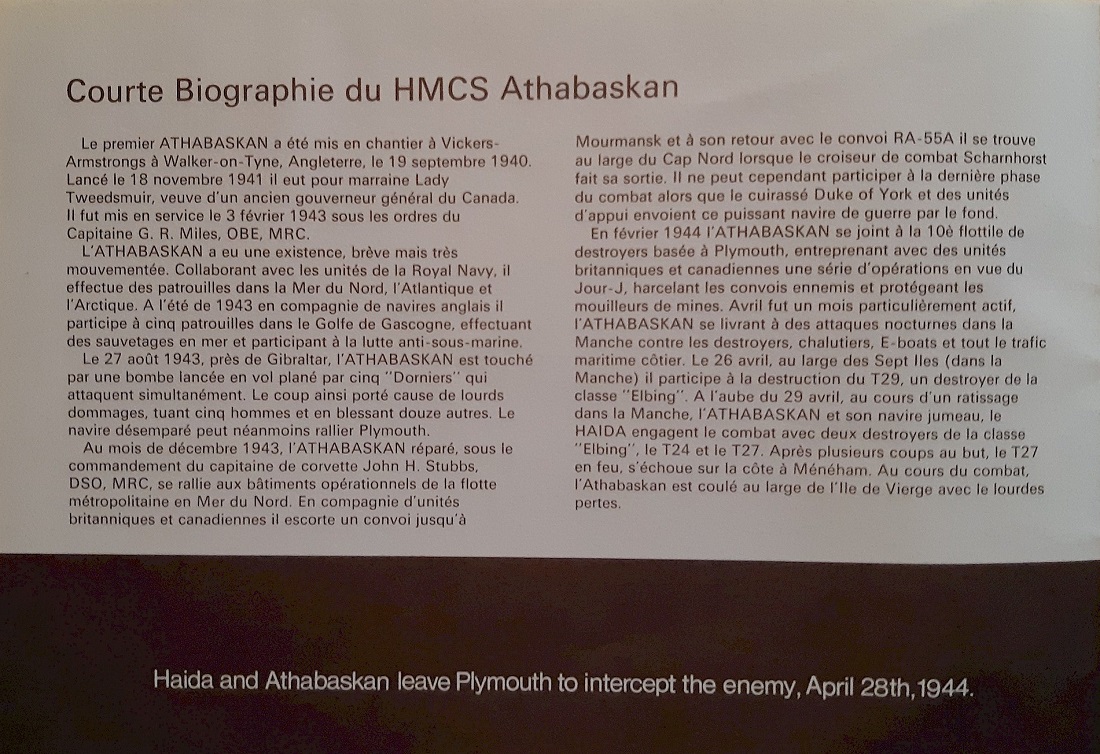 Courte Biographie du HMCS Athabaskan
Le premier ATHABASKAN a été mis en chantier à Vickers-
Armstrongs à Walker-on-Tyne, Angleterre, le 19 septembre 1940.
Lancé le 18 novembre 1941 il eut pour marraine Lady
Tweedsmuir, veuve d'un ancien gouverneur général du Canada.
Il fut mis en service le 3 février 1943 sous les ordres du
Capitaine G. R. Miles, OBE, MRC.
L'ATHABASKAN a eu une existence, brève mais très
mouvementée. Collaborant avec les unités de la Royal Navy, il
effectue des patrouilles dans la Mer du Nord, l'Atlantique et
l'Arctique. A l'été de 1943 en compagnie de navires anglais il
participe à cinq patrouilles dans le Golfe de Gascogne, effectuant
des sauvetages en mer et participant à la lutte anti-sous-marine.
Le 27 août 1943, près de Gibraltar, l'ATHABASKAN est touché
par une bombe lancée en vol plané par cinq "Dorniers" qui
attaquent simultanément. Le coup ainsi porté cause de lourds
dommages, tuant cinq hommes et en blessant douze autres. Le
navire désemparé peut néanmoins rallier Plymouth.
Au mois de décembre 1943, l'ATHABASKAN réparé, sous le
commandement du capitaine de corvette John H. Stubbs,
DSO, MRC, se rallie aux bâtiments opérationnels de la flotte
métropolitaine en Mer du Nord. En compagnie d'unités
britanniques et canadiennes il escorte un convoi jusqu'à
Mourmansk et à son retour avec le convoi RA-55A il se trouve
au large du Cap Nord lorsque le croiseur de combat Scharnhorst
fait sa sortie. Il ne peut cependant participer à la dernière phase
du combat alors que le cuirassé Duke of York et des unités
d'appui envoient ce puissant navire de guerre par le fond.
En février 1944 l'ATHABASKAN se joint à la 10è flottile de
destroyers basée à Plymouth, entreprenant avec des unités
britanniques et canadiennes une série d'opérations en vue du
Jour-J, harcelant les convois ennemis et protégeant les
mouilleurs de mines. Avril fut un mois particulièrement actif,
l'ATHABASKAN se livrant à des attaques nocturnes dans la
Manche contre les destroyers, chalutiers, E-boats et tout le trafic
maritime côtier. Le 26 avril, au large des Sept Iles (dans la
Manche) il participe à la destruction du T29, un destroyer de la
classe "Elbing". A l'aube du 29 avril, au cours d'un ratissage
dans la Manche, l'ATHABASKAN et son navire jumeau, le
HAIDA engagent le combat avec deux destroyers de la classe
"Elbing", le T24 et le T27. Après plusieurs coups au but, le T27
en feu, s'échoue sur la côte à Ménéham. Au cours du combat,
l'Athabaskan est coulé au large de l'Ile de Vierge avec le lourdes
pertes.
Haida and Athabaskan leave Plymouth to intercept the enemy, April 28th, 1944.